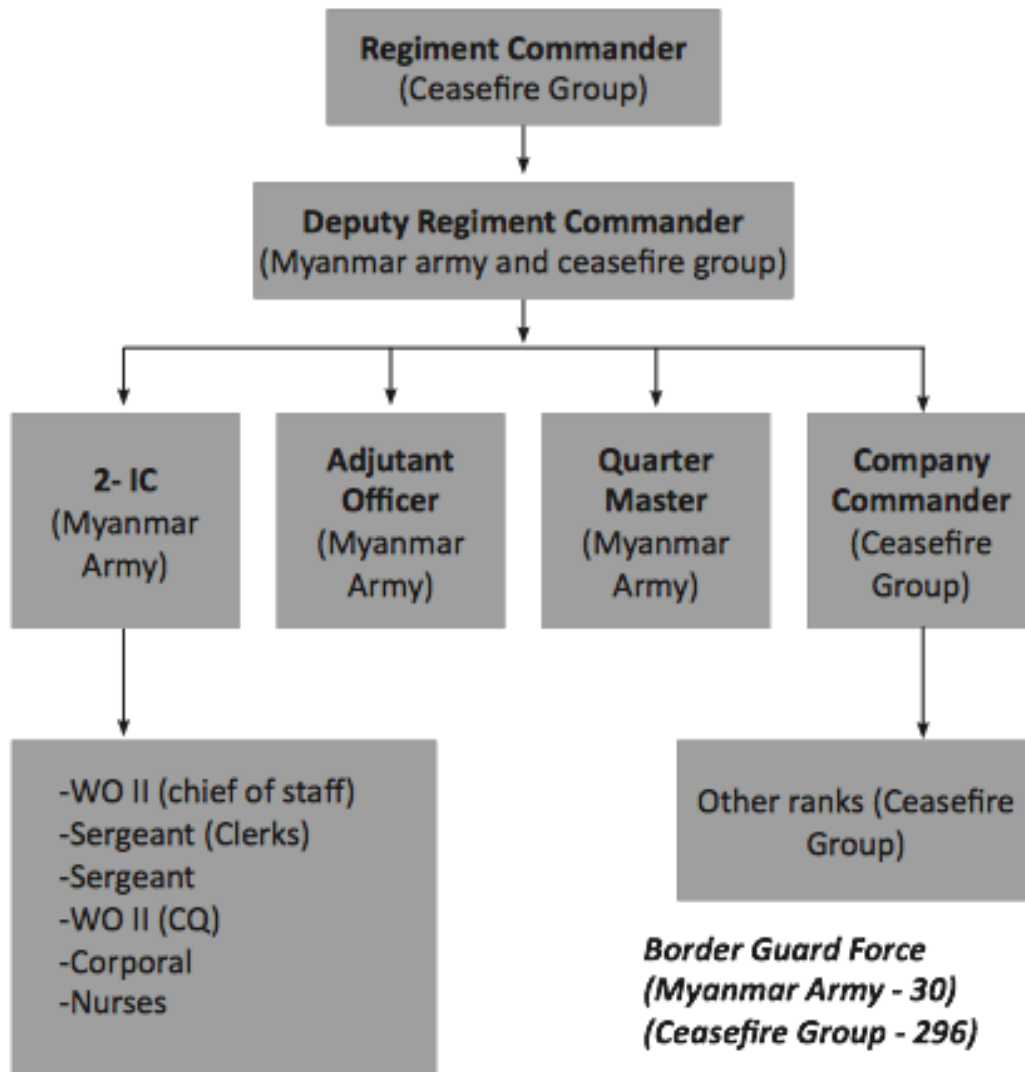 Regiment Commander
(Ceasefire Group)
Deputy Regiment Commander
(Myanmar army and ceasefire group)
2- IC
(Myanmar
Army)
Adjutant
Officer
(Myanmar
Army)
Quarter
Master
(Myanmar
Army)
Company
Commander
(Ceasefire
Group)
-WO II (chief of staff)
-Sergeant (Clerks)
-Sergeant
-WO II (CQ)
-Corporal
-Nurses
Other ranks (Ceasefire
Group)
Border Guard Force
(Myanmar Army - 30)
(Ceasefire Group - 296)